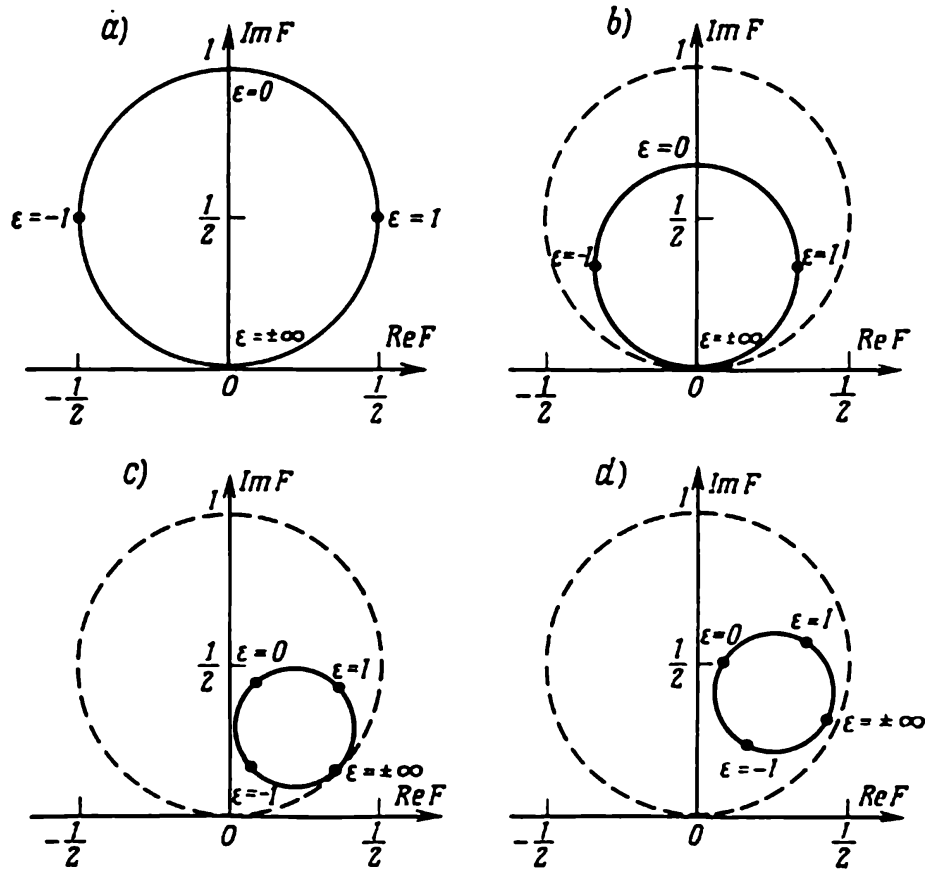 a) Im F
1
ε=0
ε=-1 1/2 ε=1
ε=±∞ Re F
-1/2 0 1/2
b) Im F
1
ε=0
1/2
ε=-1 ε=1
ε=±∞ Re F
-1/2 0 1/2
c) Im F
1
1/2 ε=0 ε=1
ε=-1 ε=±∞
Re F
-1/2 0 1/2
d) Im F
1
ε=1
1/2 ε=0
ε=±∞
ε=-1
Re F
-1/2 0 1/2